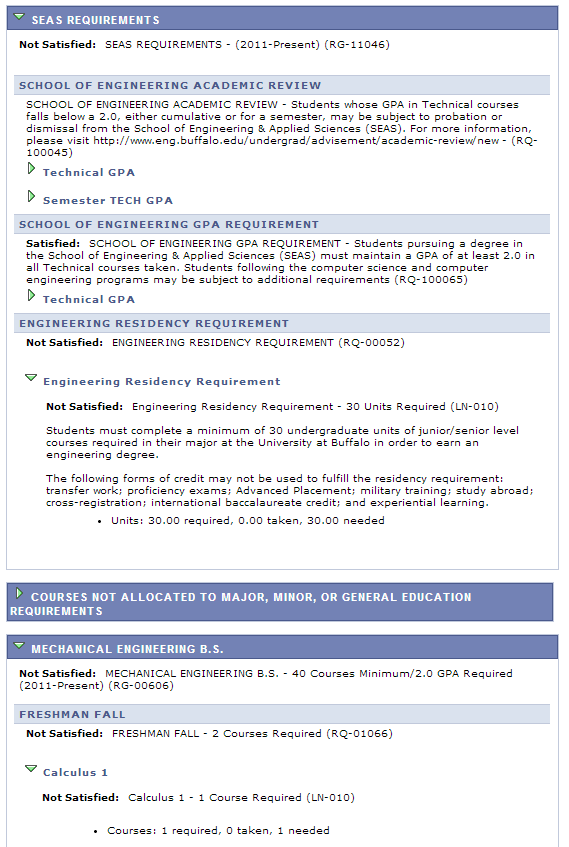 SEAS REQUIREMENTS
Not Satisfied: SEAS REQUIREMENTS - (2011-Present) (RG-11046)
SCHOOL OF ENGINEERING ACADEMIC REVIEW
SCHOOL OF ENGINEERING ACADEMIC REVIEW - Students whose GPA in Technical courses
falls below a 2.0, either cumulative or for a semester, may be subject to probation or
dismissal from the School of Engineering & Applied Sciences (SEAS). For more information,
please visit http://www.eng.buffalo.edu/undergrad/advisement/academic-review/new - (RQ-
100045)
Technical GPA
Semester TECH GPA
SCHOOL OF ENGINEERING GPA REQUIREMENT
Satisfied: SCHOOL OF ENGINEERING GPA REQUIREMENT - Students pursuing a degree in
the School of Engineering & Applied Sciences (SEAS) must maintain a GPA of at least 2.0 in
all Technical courses taken. Students following the computer science and computer
engineering programs may be subject to additional requirements (RQ-100065)
Technical GPA
ENGINEERING RESIDENCY REQUIREMENT
Not Satisfied: ENGINEERING RESIDENCY REQUIREMENT (RQ-00052)
Engineering Residency Requirement
Not Satisfied: Engineering Residency Requirement - 30 Units Required (LN-010)
Students must complete a minimum of 30 undergraduate units of junior/senior level
courses required in their major at the University at Buffalo in order to earn an
engineering degree.
The following forms of credit may not be used to fulfill the residency requirement:
transfer work; proficiency exams; Advanced Placement; military training; study abroad;
cross-registration; international baccalaureate credit; and experiential learning.
• Units: 30.00 required, 0.00 taken, 30.00 needed
COURSES NOT ALLOCATED TO MAJOR, MINOR, OR GENERAL EDUCATION
REQUIREMENTS
MECHANICAL ENGINEERING B.S.
Not Satisfied: MECHANICAL ENGINEERING B.S. - 40 Courses Minimum/2.0 GPA Required
(2011-Present) (RG-00606)
FRESHMAN FALL
Not Satisfied: FRESHMAN FALL - 2 Courses Required (RQ-01066)
Calculus 1
Not Satisfied: Calculus 1 - 1 Course Required (LN-010)
• Courses: 1 required, 0 taken, 1 needed